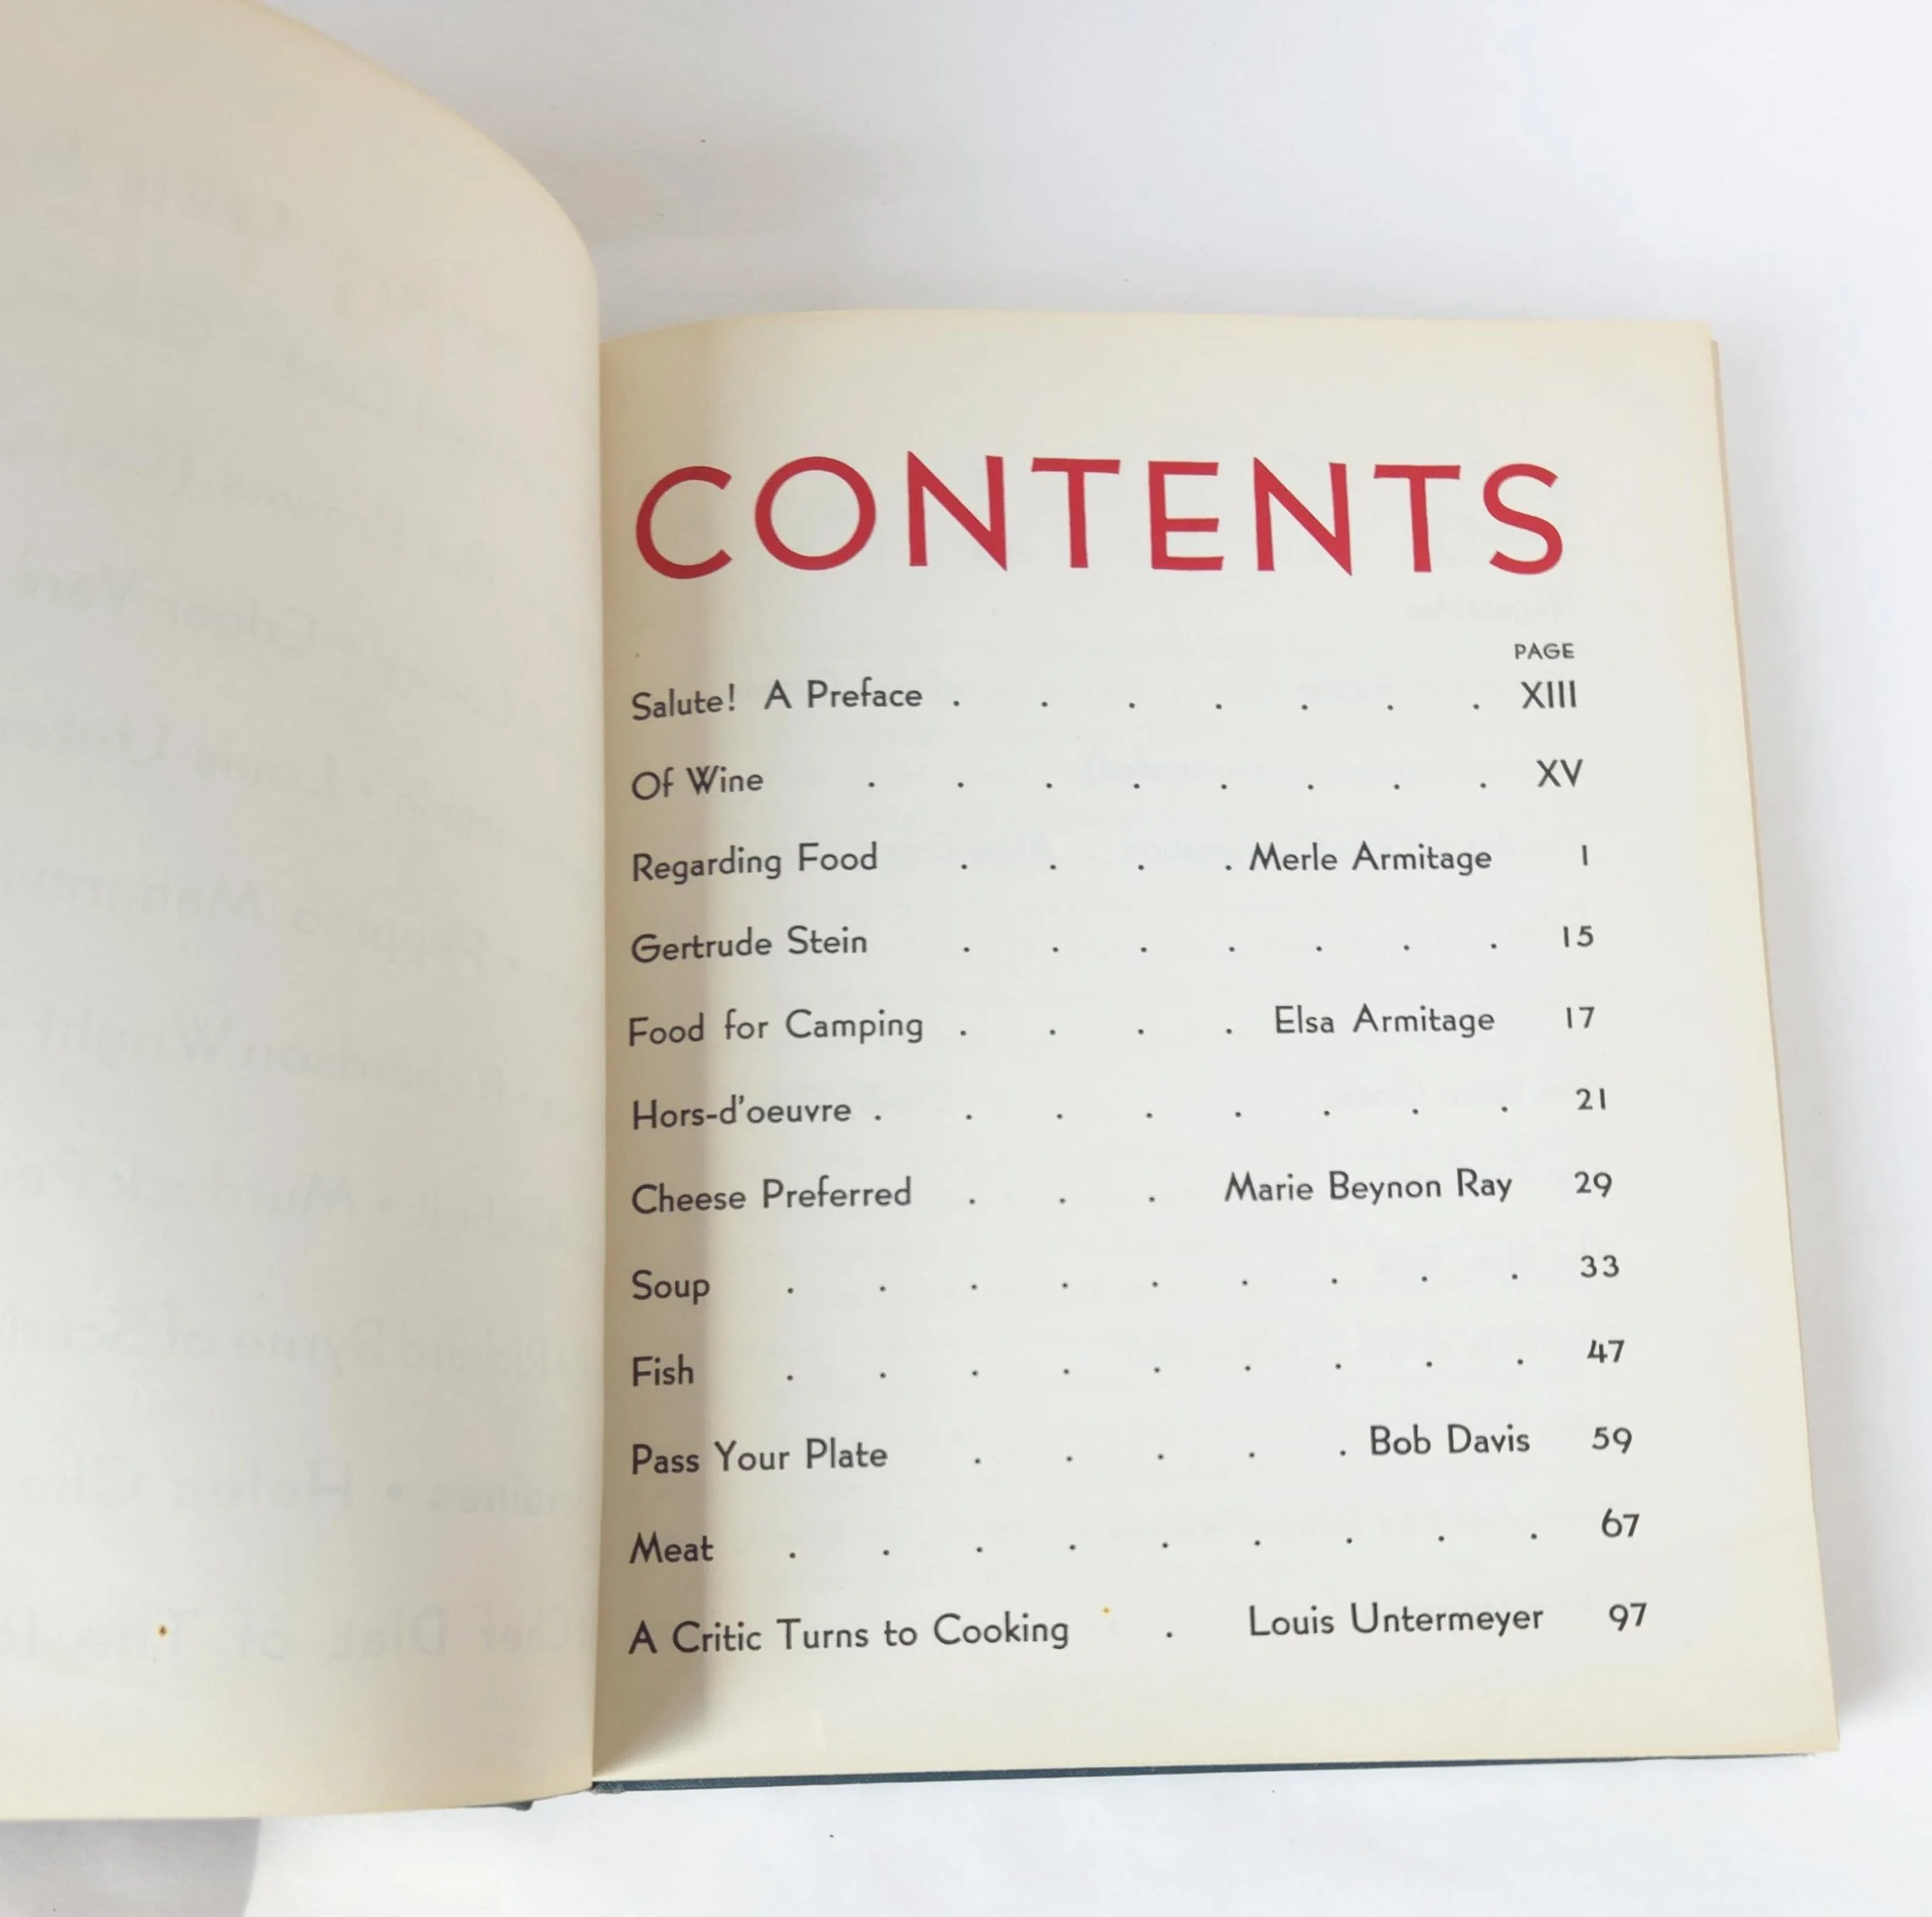 CONTENTS
PAGE
Salute! A Preface . . . . . . . XIII
Of Wine . . . . . . . . XV
Regarding Food . . . . Merle Armitage 1
Gertrude Stein . . . . . . . 15
Food for Camping . . . . Elsa Armitage 17
Hors-d'oeuvre . . . . . . . . 21
Cheese Preferred . . . Marie Beynon Ray 29
Soup . . . . . . . . . 33
Fish . . . . . . . . . 47
Pass Your Plate . . . . . Bob Davis 59
Meat . . . . . . . . . 67
A Critic Turns to Cooking . Louis Untermeyer 97